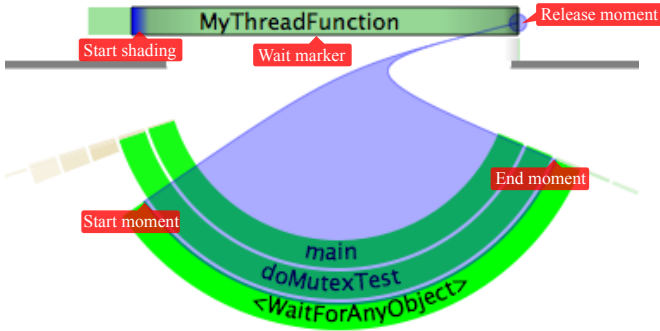 MyThreadFunction
Release moment
Start shading
Wait marker
End moment
Start moment
main
doMutexTest
<WaitForAnyObject>